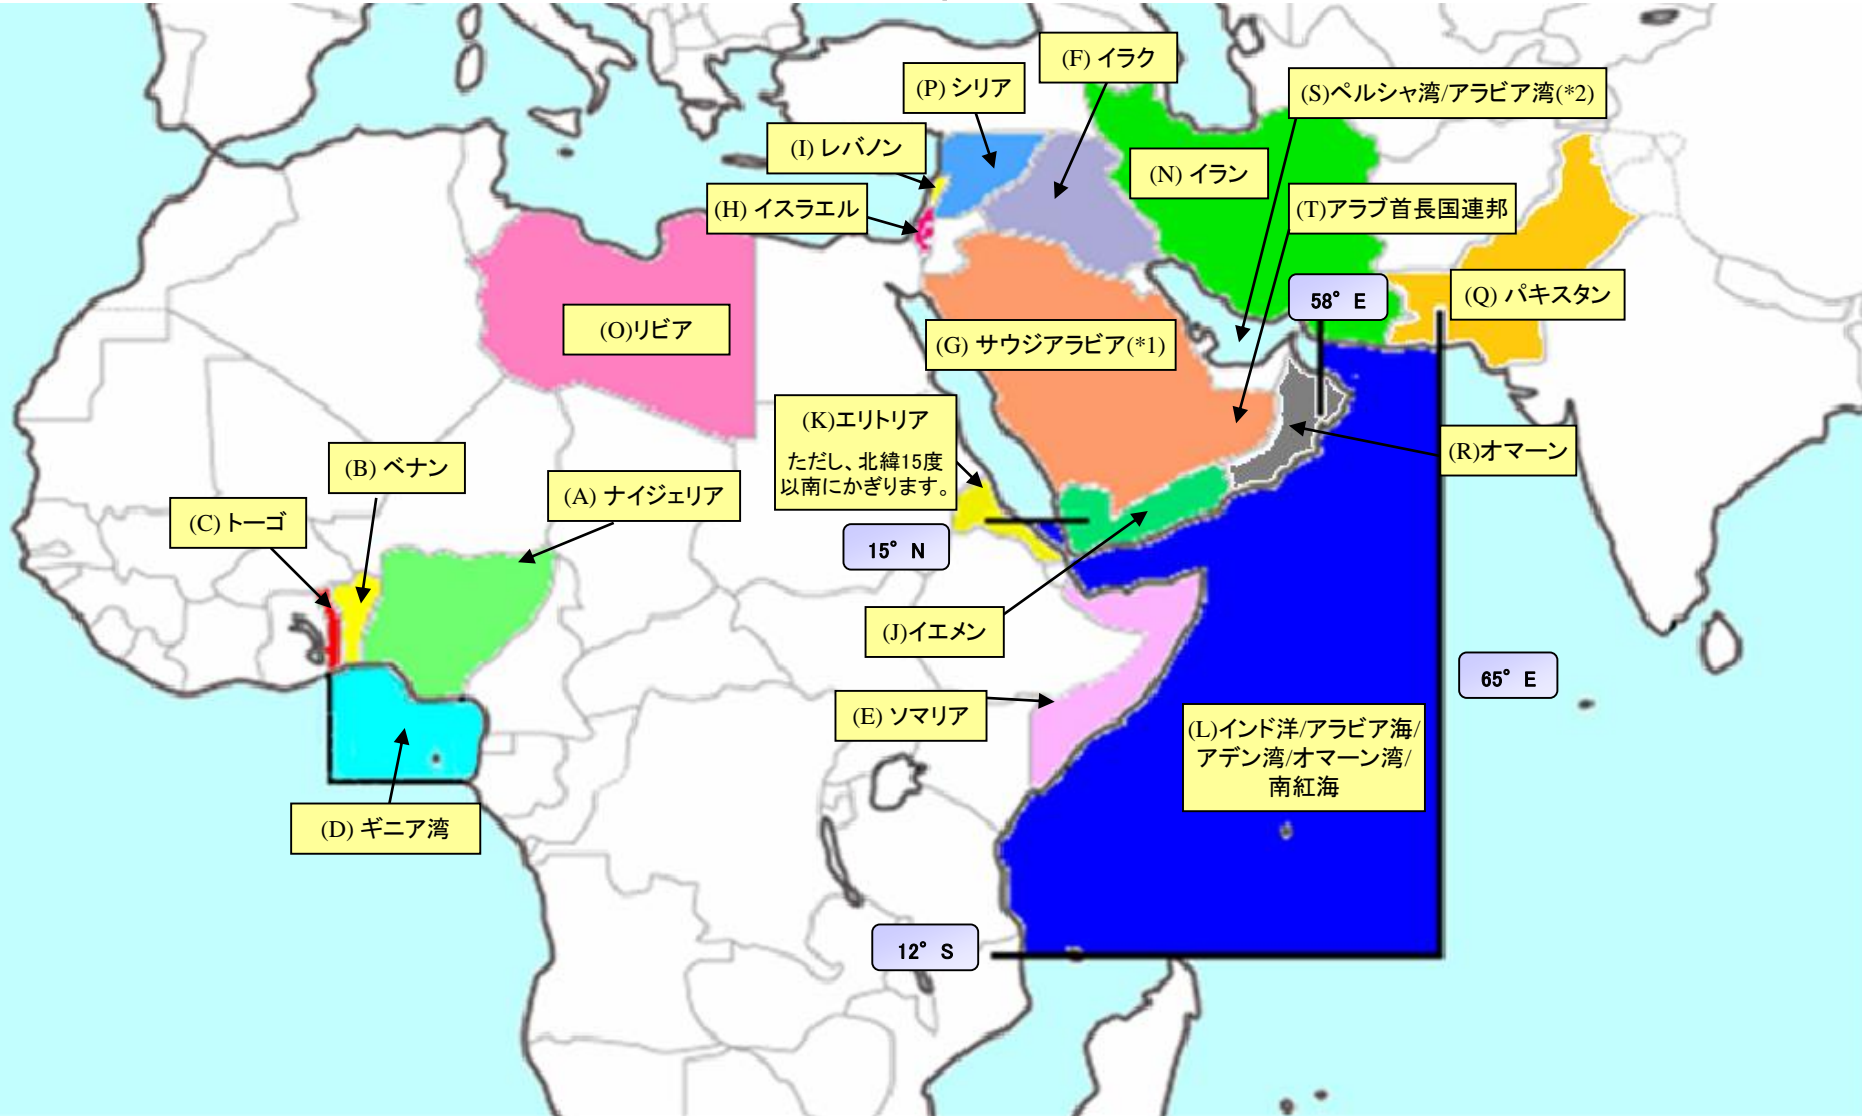 (F) イラク
(P) シリア
(S)ペルシャ湾/アラビア湾(*2)
(I) レバノン
(N) イラン
(H) イスラエル
(T)アラブ首長国連邦
58° E
(Q) パキスタン
(O)リビア
(G) サウジアラビア(*1)
(K)エリトリア
ただし、北緯15度
以南にかぎります。
(R)オマーン
(B) ベナン
(A) ナイジェリア
(C) トーゴ
15° N
(J)イエメン
65° E
(E) ソマリア
(L)インド洋/アラビア海/
アデン湾/オマーン湾/
南紅海
(D) ギニア湾
12° S